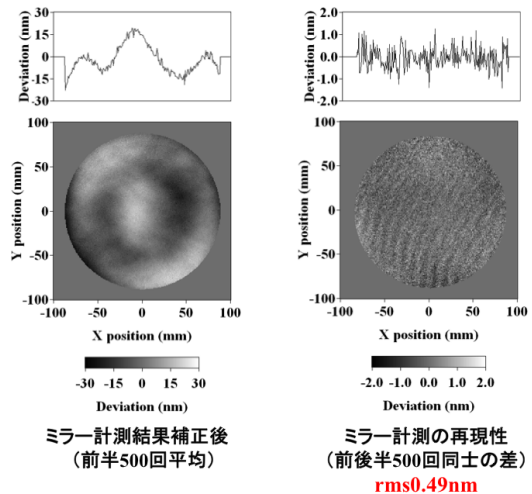 30
15
0
-15
-30
Deviation (nm)
100
50
0
-50
-100
Y position (mm)
-100 -50 0 50 100
X position (mm)
-30 -15 0 15 30
Deviation (nm)
ミラー計測結果補正後
（前半500回平均）
2.0
1.0
0.0
-1.0
-2.0
Deviation (nm)
100
50
0
-50
-100
Y position (mm)
-100 -50 0 50 100
X position (mm)
-2.0 -1.0 0.0 1.0 2.0
Deviation (nm)
ミラー計測の再現性
（前後半500回同士の差）
rms0.49nm